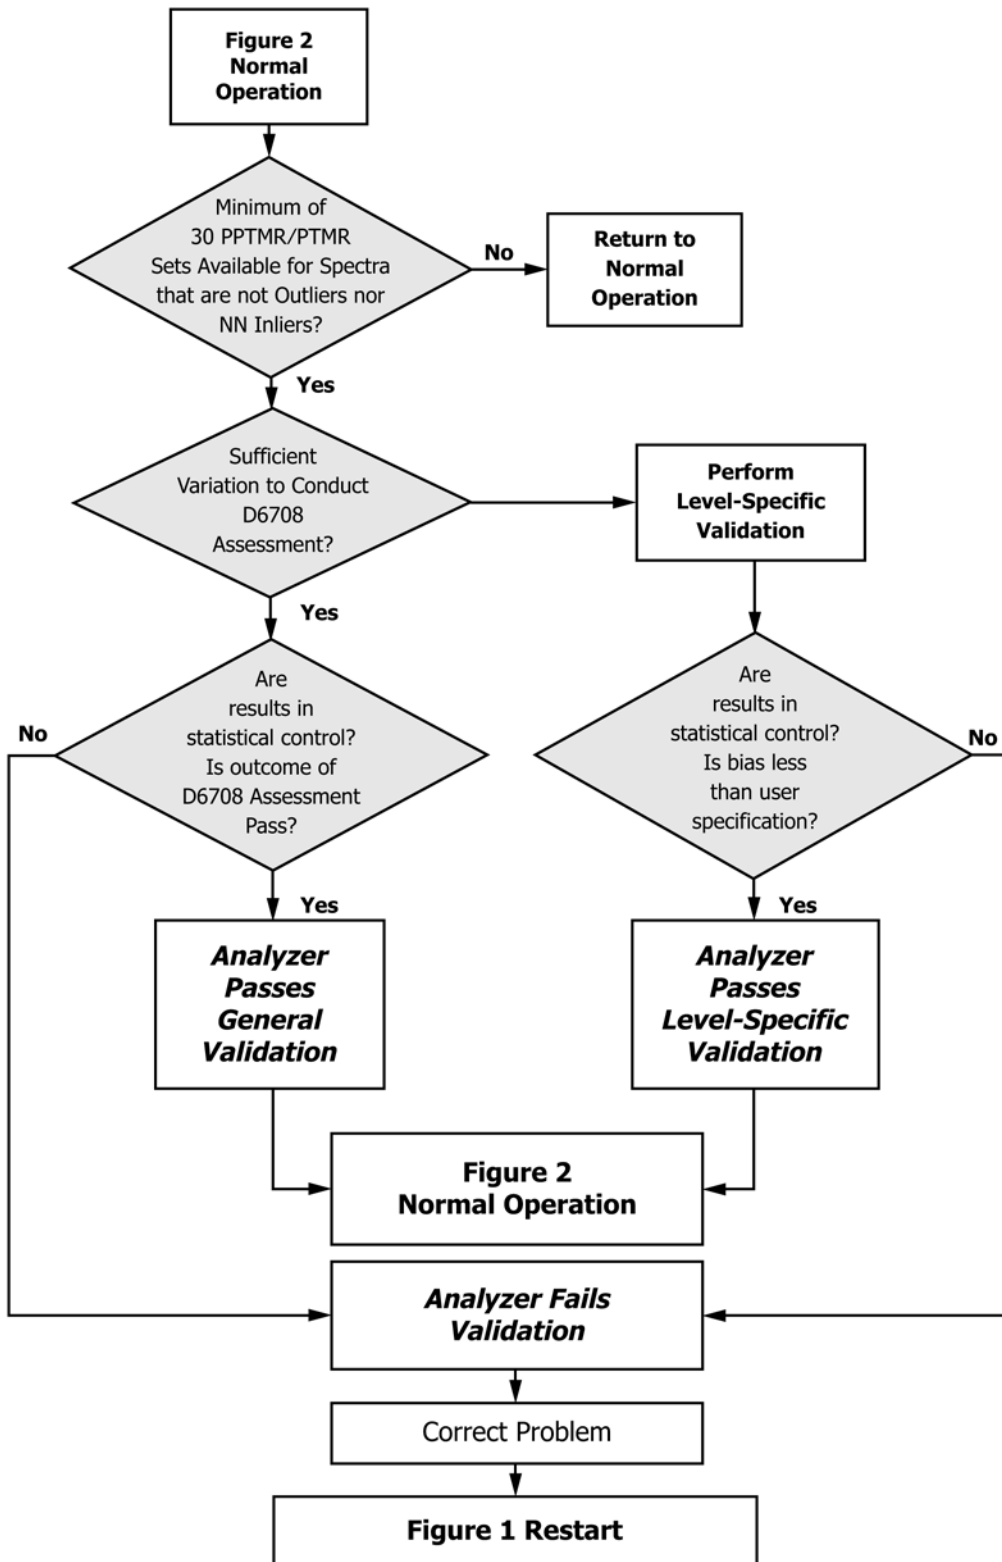 Figure 2
Normal
Operation
Minimum of
30 PPTMR/PTMR
Sets Available for Spectra
that are not Outliers nor
NN Inliers?
No
Return to
Normal
Operation
Yes
Sufficient
Variation to Conduct
D6708
Assessment?
Perform
Level-Specific
Validation
Yes
Are
results in
statistical control?
Is outcome of
D6708 Assessment
Pass?
No
Are
results in
statistical control?
Is bias less
than user
specification?
No
Yes
Analyzer
Passes
General
Validation
Yes
Analyzer
Passes
Level-Specific
Validation
Figure 2
Normal Operation
Analyzer Fails
Validation
Correct Problem
Figure 1 Restart